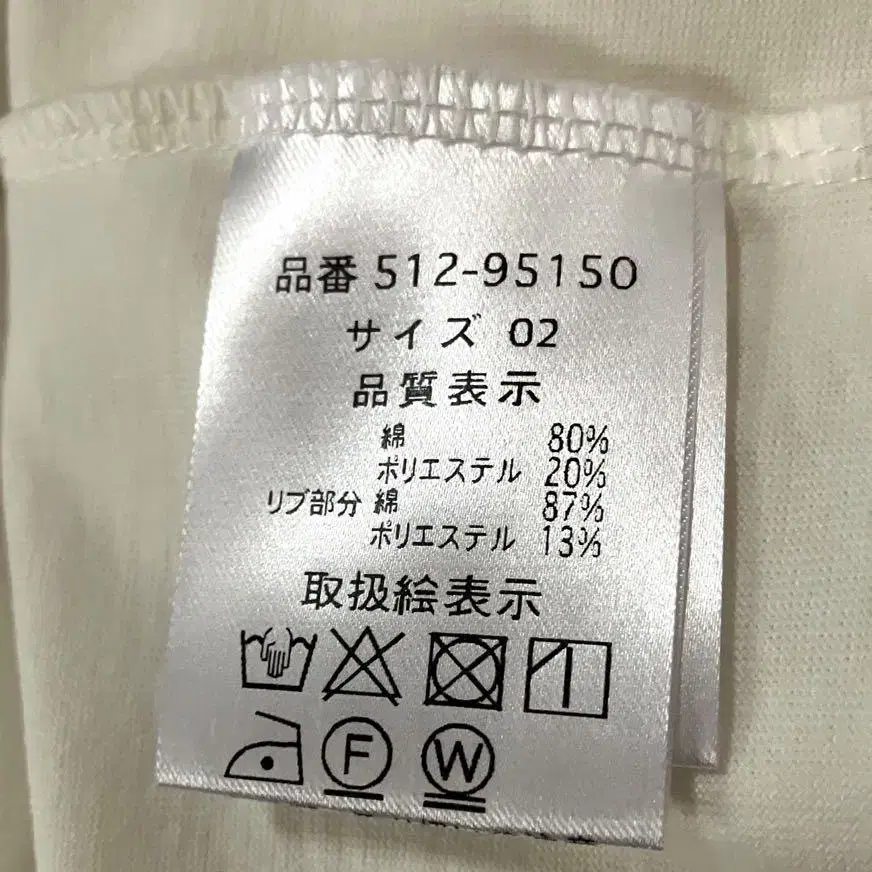 品番 512-95150
サイズ 02
品質表示
綿 80%
ポリエステル 20%
リブ部分 綿 87%
ポリエステル 13%
取扱絵表示
F W